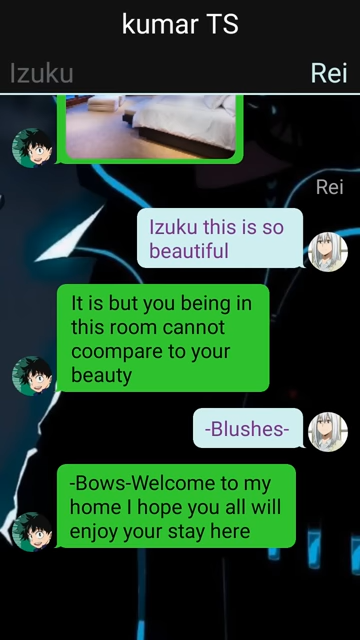 kumar TS
Izuku
Rei
Rei
Izuku this is so
beautiful
It is but you being in
this room cannot
coompare to your
beauty
-Blushes-
-Bows-Welcome to my
home I hope you all will
enjoy your stay here